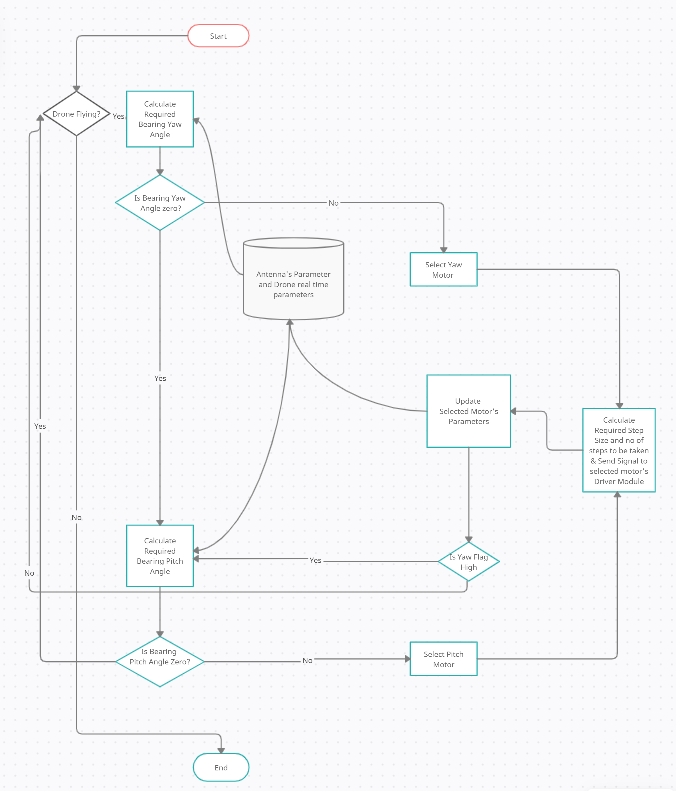 Start
Drone Flying?
Yes
Calculate
Required
Bearing Yaw
Angle
Is Bearing Yaw
Angle zero?
No
Select Yaw
Motor
Antenna's Parameter
and Drone real time
parameters
Yes
Update
Selected Motor's
Parameters
Calculate
Required Step
Size and no of
steps to be taken
& Send Signal to
selected motor's
Driver Module
Yes
No
Calculate
Required
Bearing Pitch
Angle
Yes
Is Yaw Flag
High
No
Is Bearing
Pitch Angle Zero?
No
Select Pitch
Motor
End